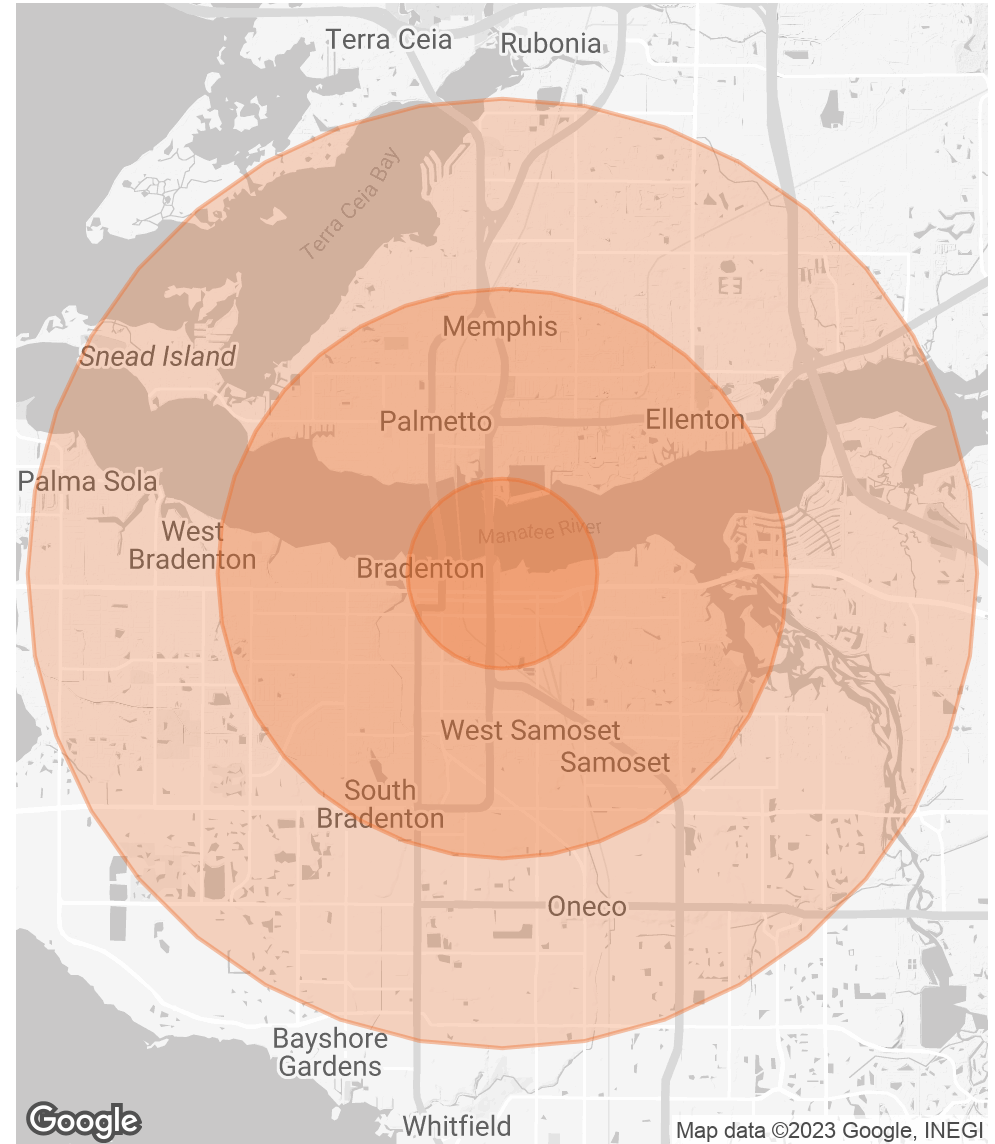 Terra Ceia
Rubonia
Terra Ceia Bay
Memphis
Snead Island
Palmetto
Ellenton
Palma Sola
West
Bradenton
Manatee River
Bradenton
West Samoset
Samoset
South
Bradenton
Oneco
Bayshore
Gardens
Whitfield
Google
Map data ©2023 Google, INEGI